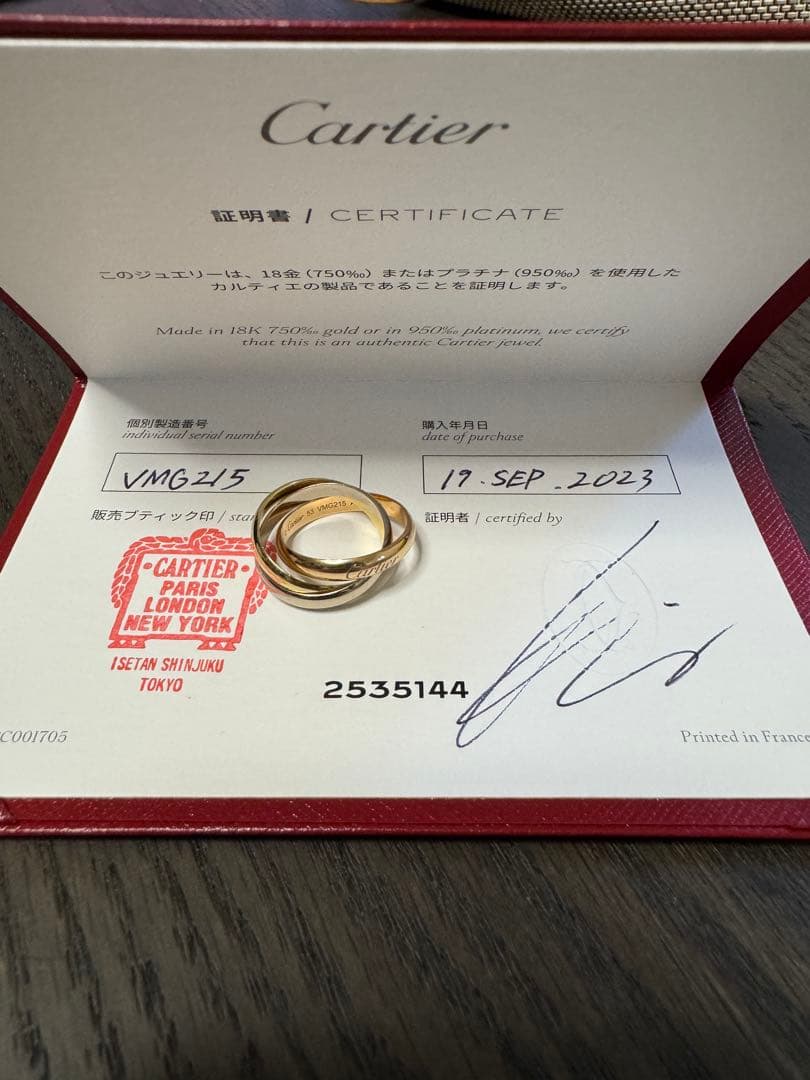 Cartier
証明書 / CERTIFICATE
このジュエリーは、18金(750‰)またはプラチナ(950‰)を使用した
カルティエの製品であることを証明します。
Made in 18K 750‰ gold or in 950‰ platinum, we certify
that this is an authentic Cartier jewel.
個別製造番号
individual serial number
VMG215
購入年月日
date of purchase
19.SEP.2023
販売ブティック印 /
証明者 / certified by
Cartier 53 VMG215
Cartier
·CARTIER·
PARIS
LONDON
NEW YORK
ISETAN SHINJUKU
TOKYO
2535144
C001705
Printed in France